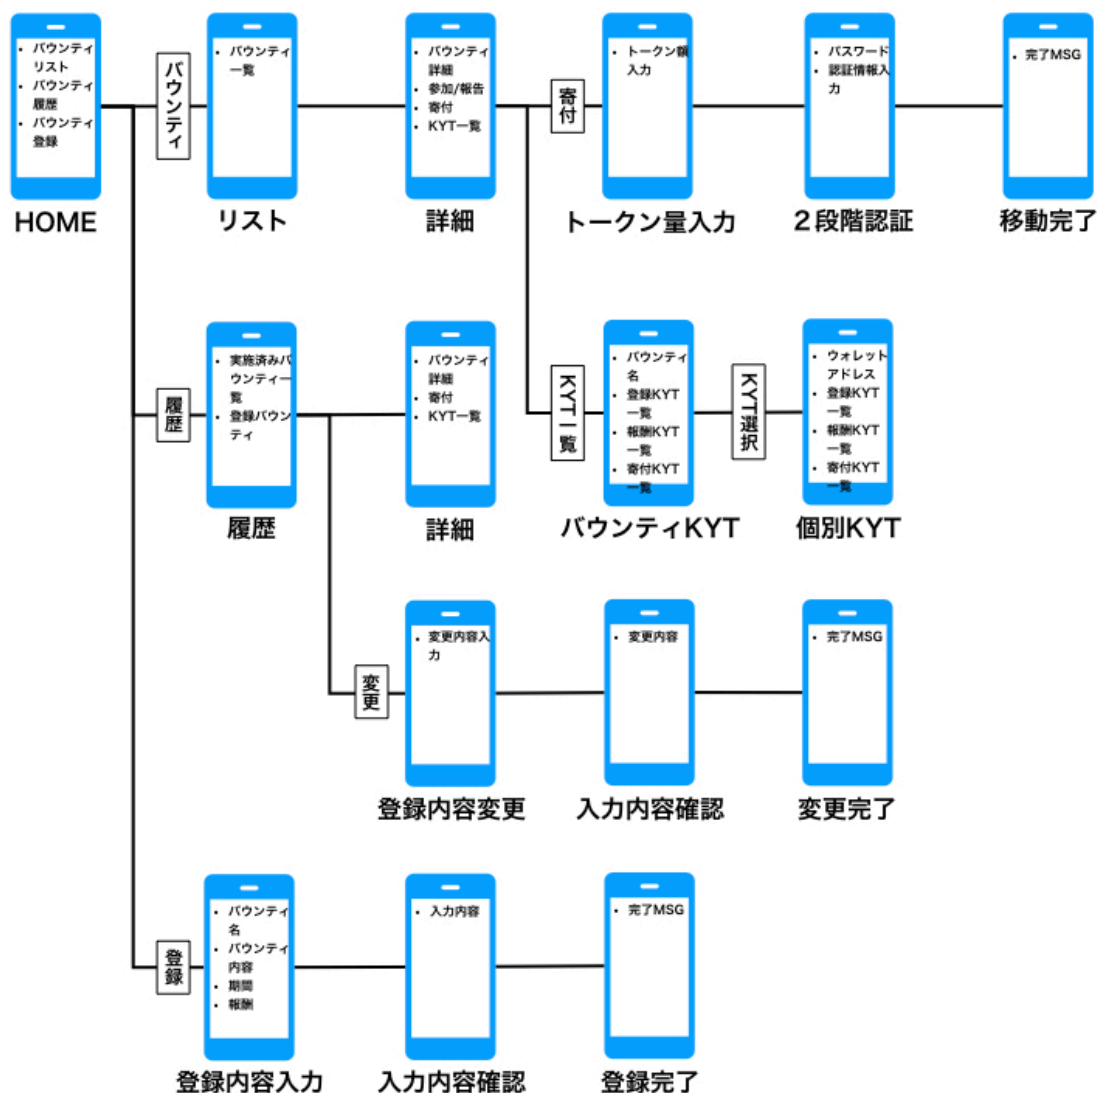 ・バウンティ
リスト
・バウンティ
履歴
・バウンティ
登録
HOME
バウンティ
・バウンティ
一覧
リスト
・バウンティ
詳細
・参加/報告
・寄付
・KYT一覧
詳細
寄付
・トークン額
入力
トークン量入力
・パスワード
・認証情報入
力
２段階認証
・完了MSG
移動完了
履歴
・実施済みバ
ウンティ一
覧
・登録バウン
ティ
履歴
・バウンティ
詳細
・寄付
・KYT一覧
詳細
KYT一覧
・バウンティ
名
・登録KYT
一覧
・報酬KYT
一覧
・寄付KYT
一覧
バウンティKYT
KYT選択
・ウォレット
アドレス
・登録KYT
一覧
・報酬KYT
一覧
・寄付KYT
一覧
個別KYT
変更
・変更内容入
力
登録内容変更
・変更内容
入力内容確認
・完了MSG
変更完了
登録
・バウンティ
名
・バウンティ
内容
・期間
・報酬
登録内容入力
・入力内容
入力内容確認
・完了MSG
登録完了